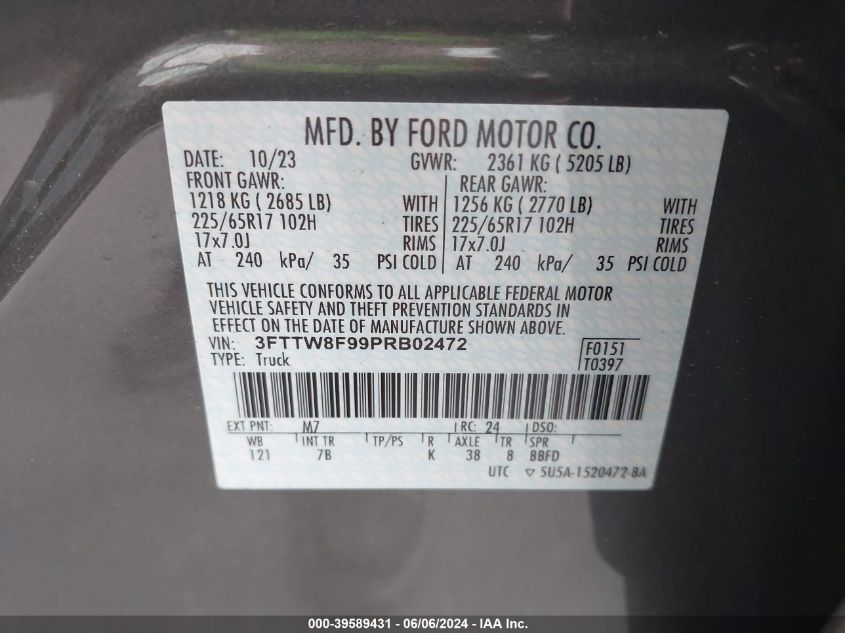 MFD. BY FORD MOTOR CO.
DATE: 10/23 GVWR: 2361 KG ( 5205 LB)
FRONT GAWR: REAR GAWR:
1218 KG ( 2685 LB) WITH 1256 KG ( 2770 LB) WITH
225/65R17 102H TIRES 225/65R17 102H TIRES
17x7.0J RIMS 17x7.0J RIMS
AT 240 kPa/ 35 PSI COLD AT 240 kPa/ 35 PSI COLD
THIS VEHICLE CONFORMS TO ALL APPLICABLE FEDERAL MOTOR
VEHICLE SAFETY AND THEFT PREVENTION STANDARDS IN
EFFECT ON THE DATE OF MANUFACTURE SHOWN ABOVE.
VIN: 3FTTW8F99PRB02472 F0151
TYPE: Truck T0397
EXT PNT: M7 RC: 24 DSO:
WB INT TR TP/PS R AXLE TR SPR
121 7B K 38 8 BBFD
UTC ▽ 5U5A-1520472-BA
000-39589431 - 06/06/2024 - IAA Inc.